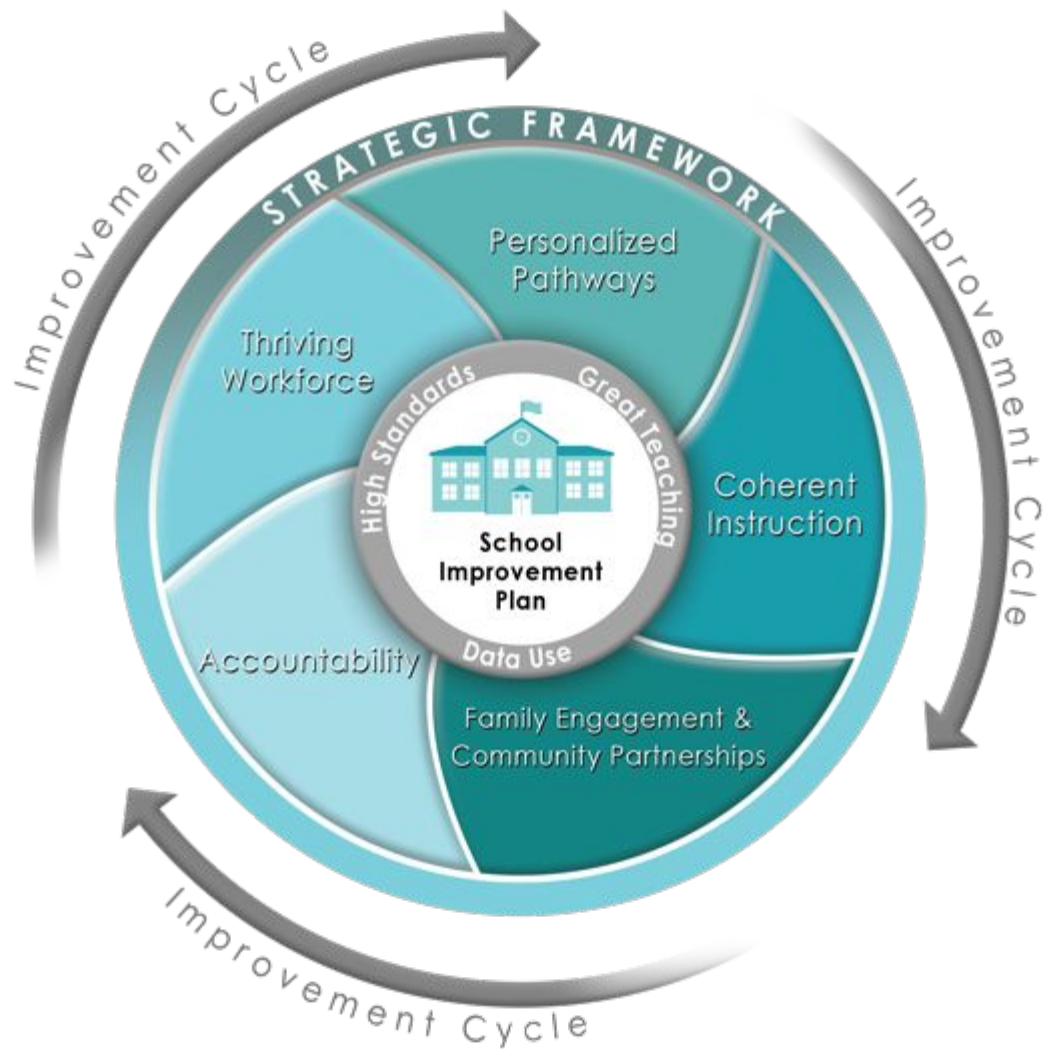 Improvement Cycle
Improvement Cycle
STRATEGIC FRAMEWORK
Personalized
Pathways
Thriving
Workforce
High Standards
Great Teaching
Coherent
Instruction
School
Improvement
Plan
Data Use
Accountability
Family Engagement &
Community Partnerships
Improvement Cycle